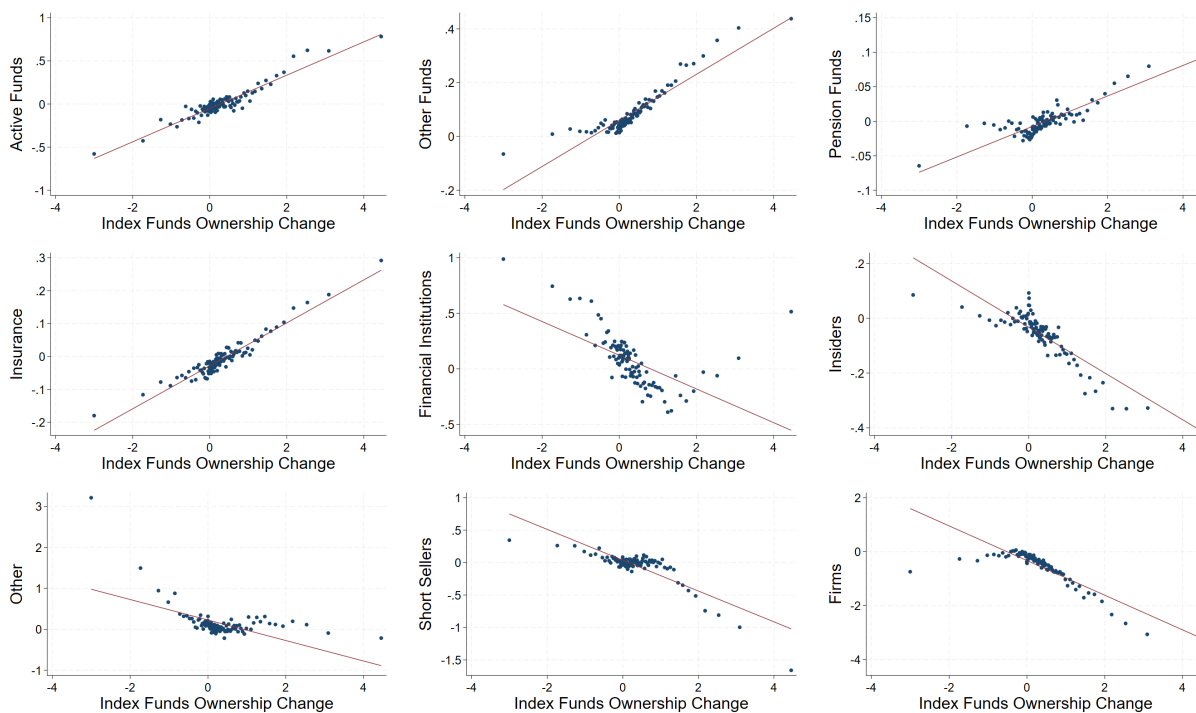 Active Funds
1
.5
0
-.5
-1
-4 -2 0 2 4
Index Funds Ownership Change
Other Funds
.4
.2
0
-.2
-4 -2 0 2 4
Index Funds Ownership Change
Pension Funds
.15
.1
.05
0
-.05
-.1
-4 -2 0 2 4
Index Funds Ownership Change
Insurance
.3
.2
.1
0
-.1
-.2
-4 -2 0 2 4
Index Funds Ownership Change
Financial Institutions
1
.5
0
-.5
-4 -2 0 2 4
Index Funds Ownership Change
Insiders
.2
0
-.2
-.4
-4 -2 0 2 4
Index Funds Ownership Change
Other
3
2
1
0
-1
-4 -2 0 2 4
Index Funds Ownership Change
Short Sellers
1
.5
0
-.5
-1
-1.5
-4 -2 0 2 4
Index Funds Ownership Change
Firms
2
0
-2
-4
-4 -2 0 2 4
Index Funds Ownership Change